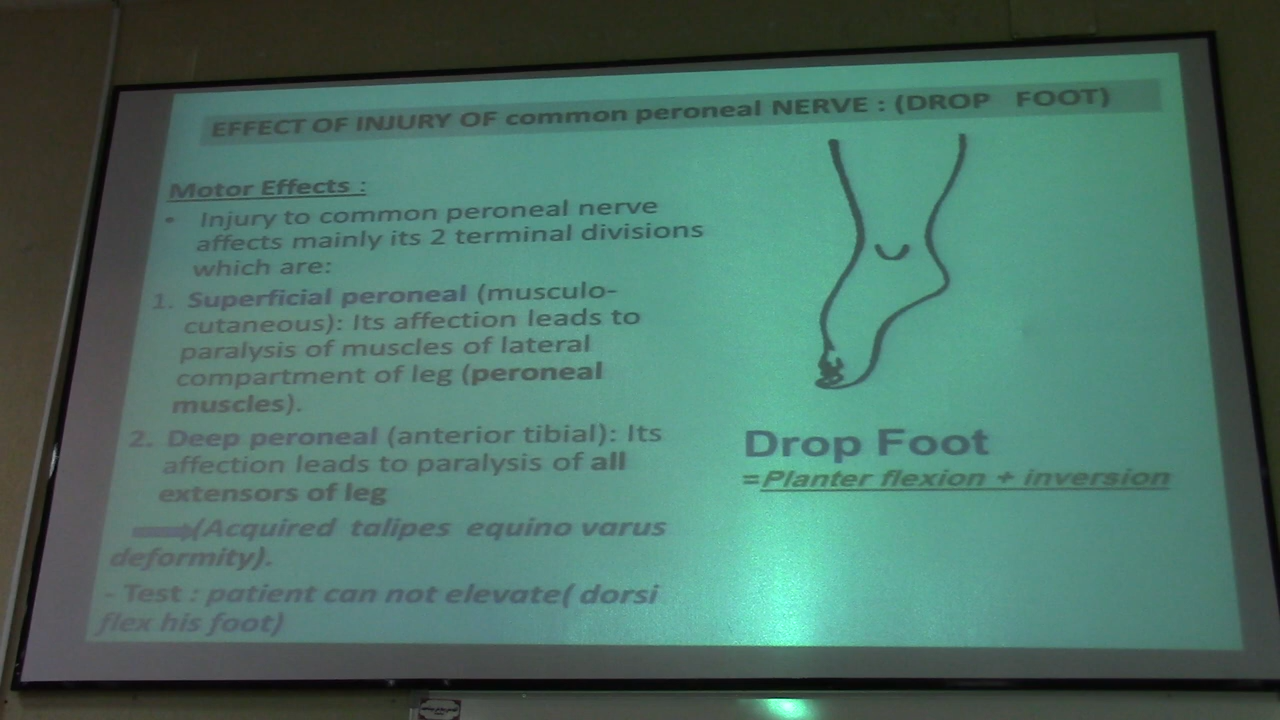 EFFECT OF INJURY OF common peroneal NERVE : (DROP FOOT)
Motor Effects :
• Injury to common peroneal nerve
affects mainly its 2 terminal divisions
which are:
1. Superficial peroneal (musculo-
cutaneous): Its affection leads to
paralysis of muscles of lateral
compartment of leg (peroneal
muscles).
2. Deep peroneal (anterior tibial): Its
affection leads to paralysis of all
extensors of leg
(Acquired talipes equino varus
deformity).
- Test : patient can not elevate( dorsi
flex his foot)
Drop Foot
=Planter flexion + inversion